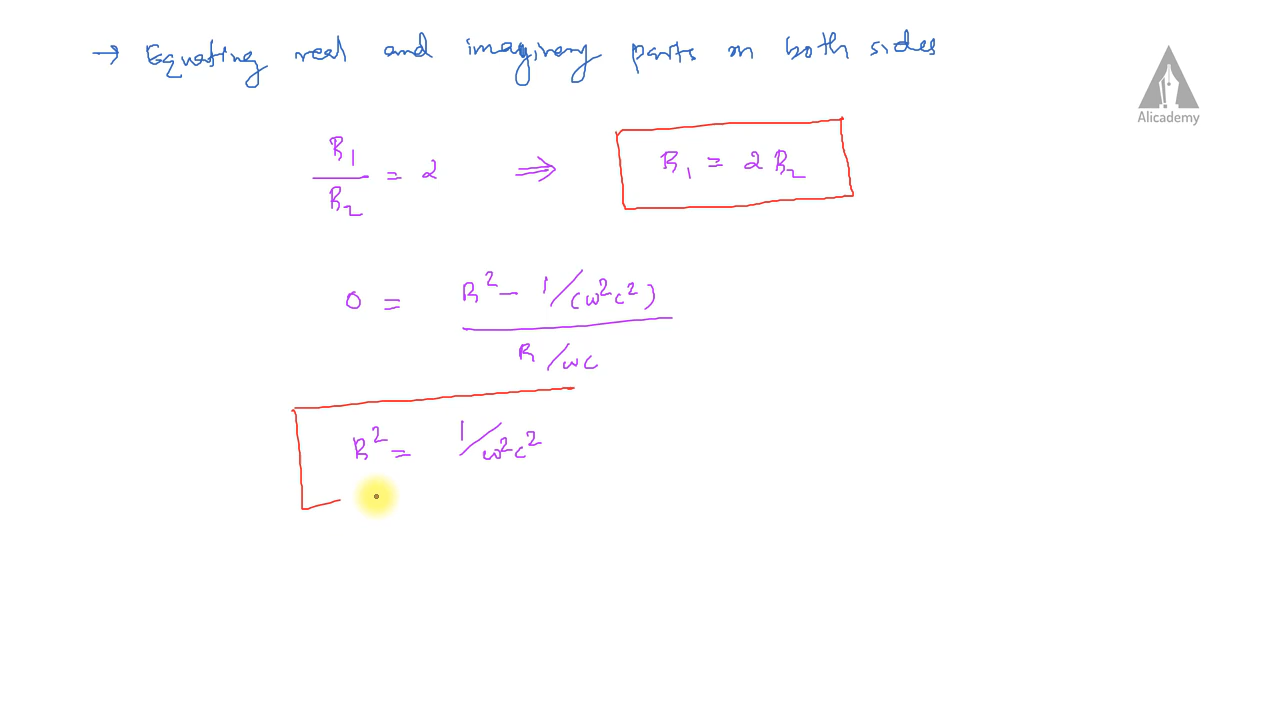 → Equating real and imaginary parts on both sides
Alicademy
R₁/R₂ = 2 ⇒ R₁ = 2 R₂
0 = (R² - 1/(ω²c²)) / (R/ωc)
R² = 1/ω²c²